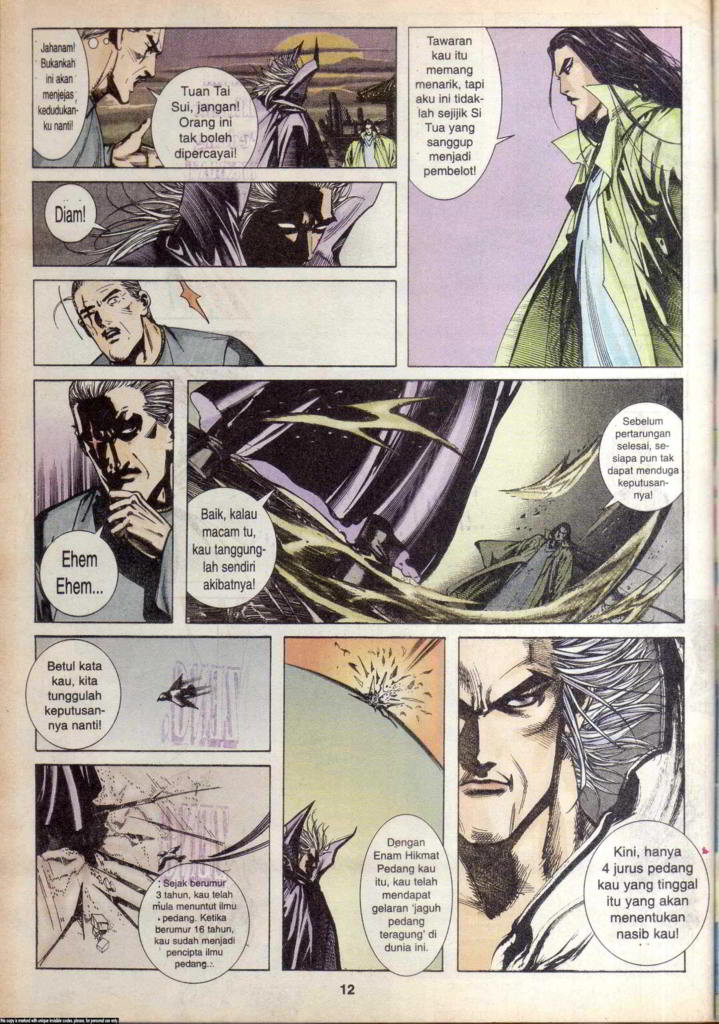 Jahanam!
Bukankah
ini akan
menjejas
kedudukan-
ku nanti!
Tuan Tai
Sui, jangan!
Orang ini
tak boleh
dipercayai!
Tawaran
kau itu
memang
menarik, tapi
aku ini tidak-
lah sejijik Si
Tua yang
sanggup
menjadi
pembelot!
Diam!
Ehem
Ehem...
Baik, kalau
macam tu,
kau tanggung-
lah sendiri
akibatnya!
Sebelum
pertarungan
selesai, se-
siapa pun tak
dapat menduga
keputusan-
nya!
Betul kata
kau, kita
tunggulah
keputusan-
nya nanti!
Sejak berumur
3 tahun, kau telah
mula menuntut ilmu
pedang. Ketika
berumur 16 tahun,
kau sudah menjadi
pencipta ilmu
pedang...
Dengan
Enam Hikmat
Pedang kau
itu, kau telah
mendapat
gelaran 'jaguh
pedang
teragung' di
dunia ini.
Kini, hanya
4 jurus pedang
kau yang tinggal
itu yang akan
menentukan
nasib kau!
12